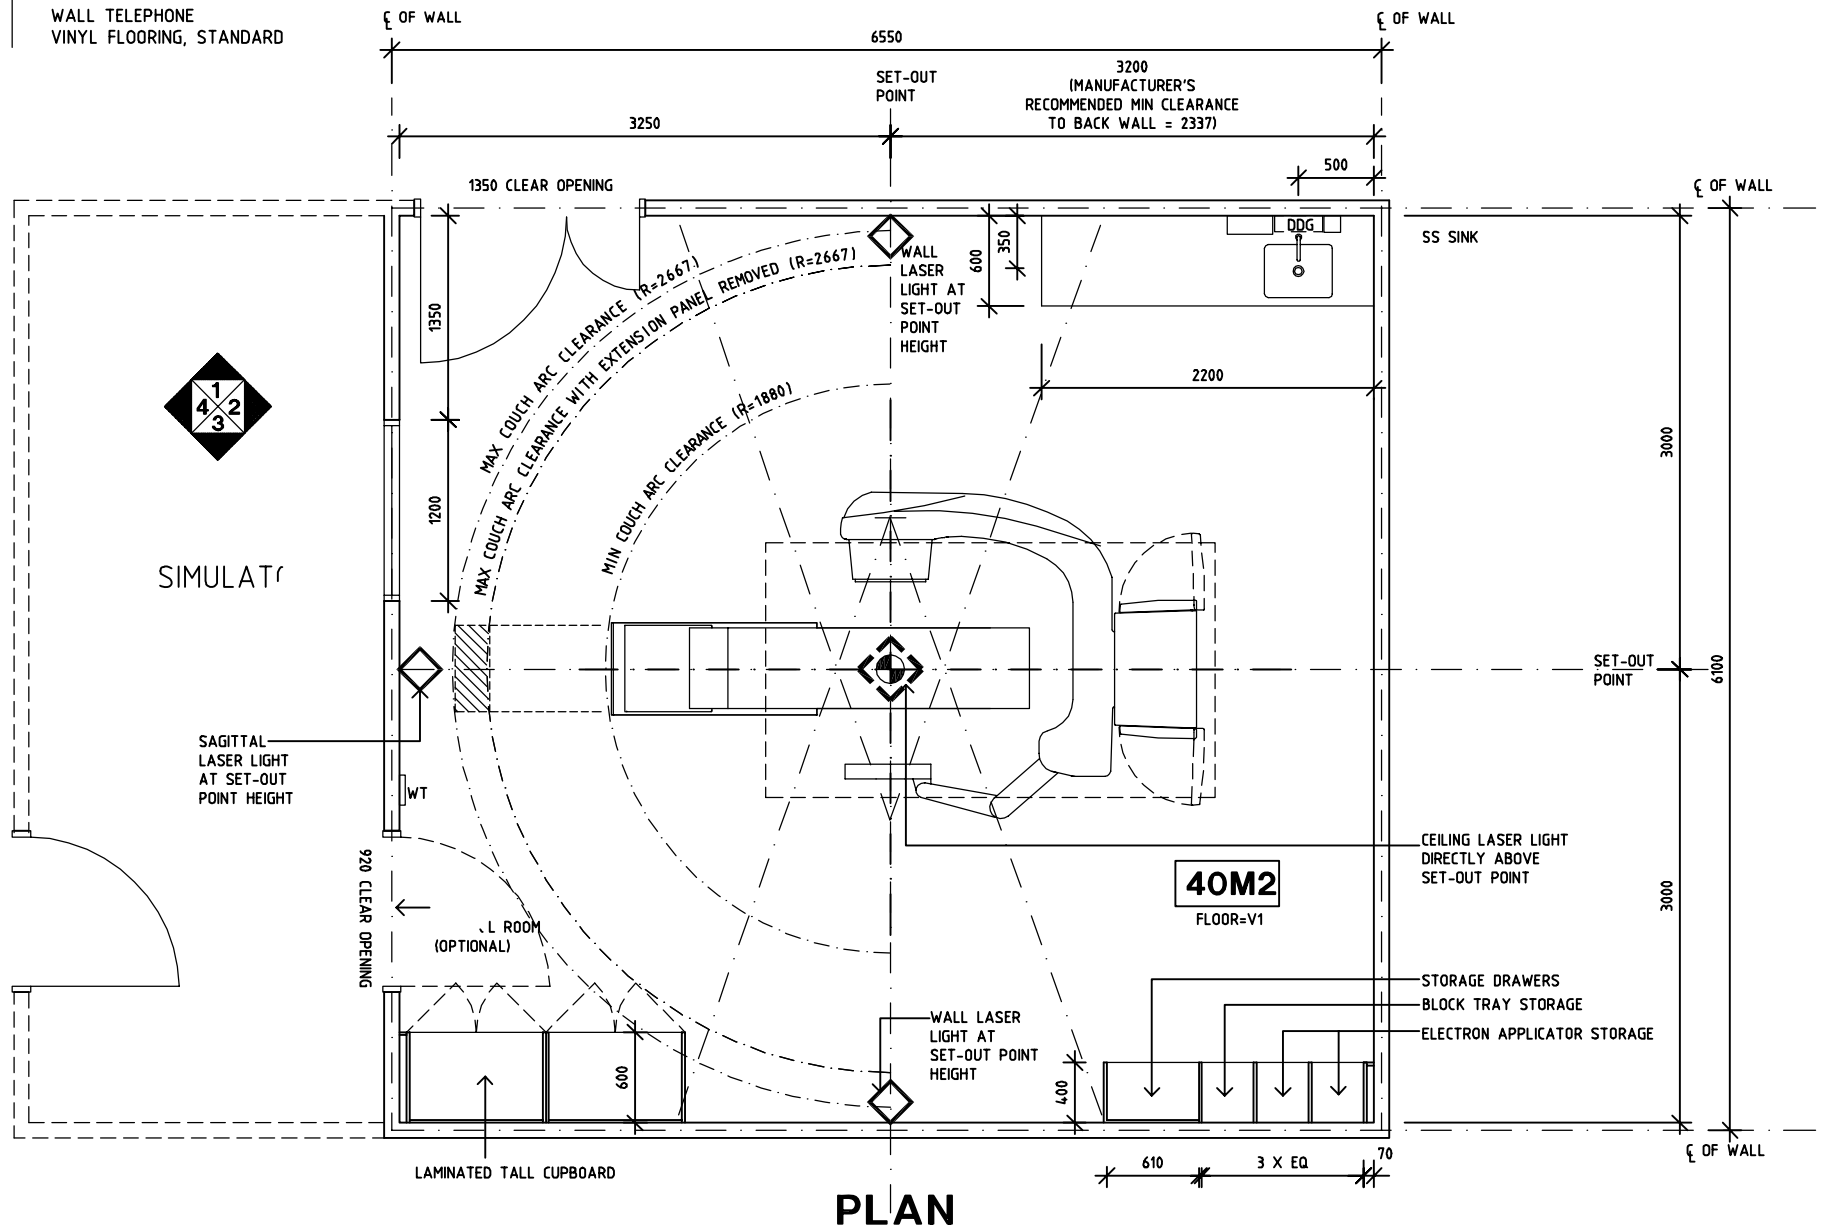 WALL TELEPHONE
VINYL FLOORING, STANDARD
℄ OF WALL
℄ OF WALL
6550
SET-OUT
POINT
3200
(MANUFACTURER'S
RECOMMENDED MIN CLEARANCE
TO BACK WALL = 2337)
3250
500
1350 CLEAR OPENING
℄ OF WALL
DDG
SS SINK
WALL
LASER
LIGHT AT
SET-OUT
POINT
HEIGHT
600
350
MAX COUCH ARC CLEARANCE (R=2667)
MAX COUCH ARC CLEARANCE WITH EXTENSION PANEL REMOVED (R=2667)
MIN COUCH ARC CLEARANCE (R=1880)
1350
2200
1
4 2
3
3000
1200
SIMULAT
SET-OUT
POINT
6100
SAGITTAL
LASER LIGHT
AT SET-OUT
POINT HEIGHT
WT
CEILING LASER LIGHT
DIRECTLY ABOVE
SET-OUT POINT
920 CLEAR OPENING
40M2
FLOOR=V1
3000
L ROOM
(OPTIONAL)
STORAGE DRAWERS
BLOCK TRAY STORAGE
ELECTRON APPLICATOR STORAGE
WALL LASER
LIGHT AT
SET-OUT POINT
HEIGHT
600
400
℄ OF WALL
LAMINATED TALL CUPBOARD
610
3 X EQ
70
PLAN